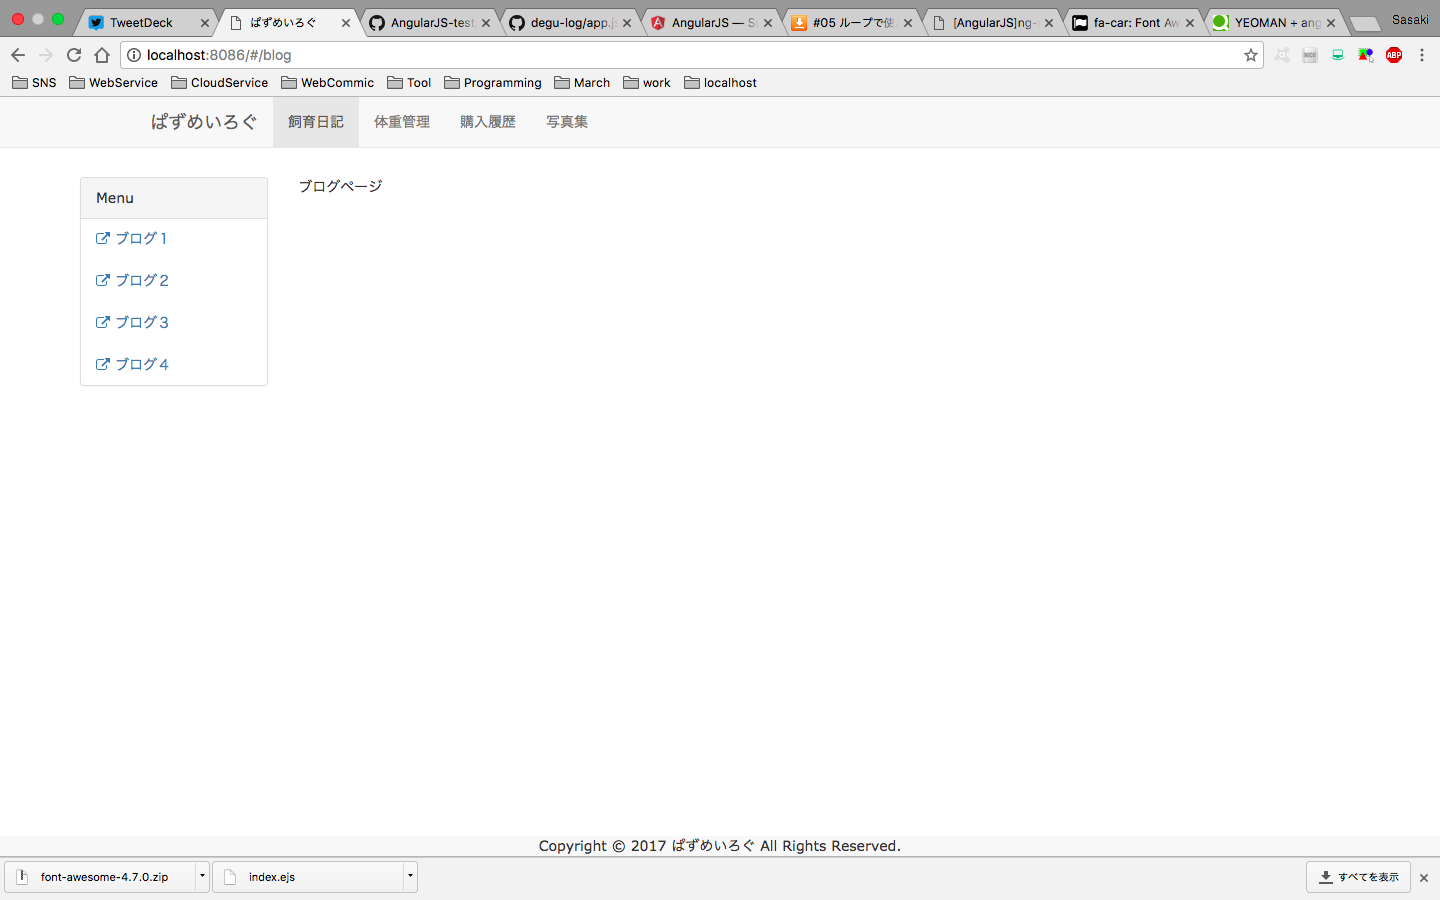 TweetDeck
ぱずめいろぐ
AngularJS-test
degu-log/app.js
AngularJS — S
#05 ループで使
[AngularJS]ng-
fa-car: Font Aw
YEOMAN + ang
Sasaki
localhost:8086/#/blog
SNS
WebService
CloudService
WebCommic
Tool
Programming
March
work
localhost
ぱずめいろぐ
飼育日記
体重管理
購入履歴
写真集
Menu
ブログ１
ブログ２
ブログ３
ブログ４
ブログページ
Copyright © 2017 ぱずめいろぐ All Rights Reserved.
font-awesome-4.7.0.zip
index.ejs
すべてを表示